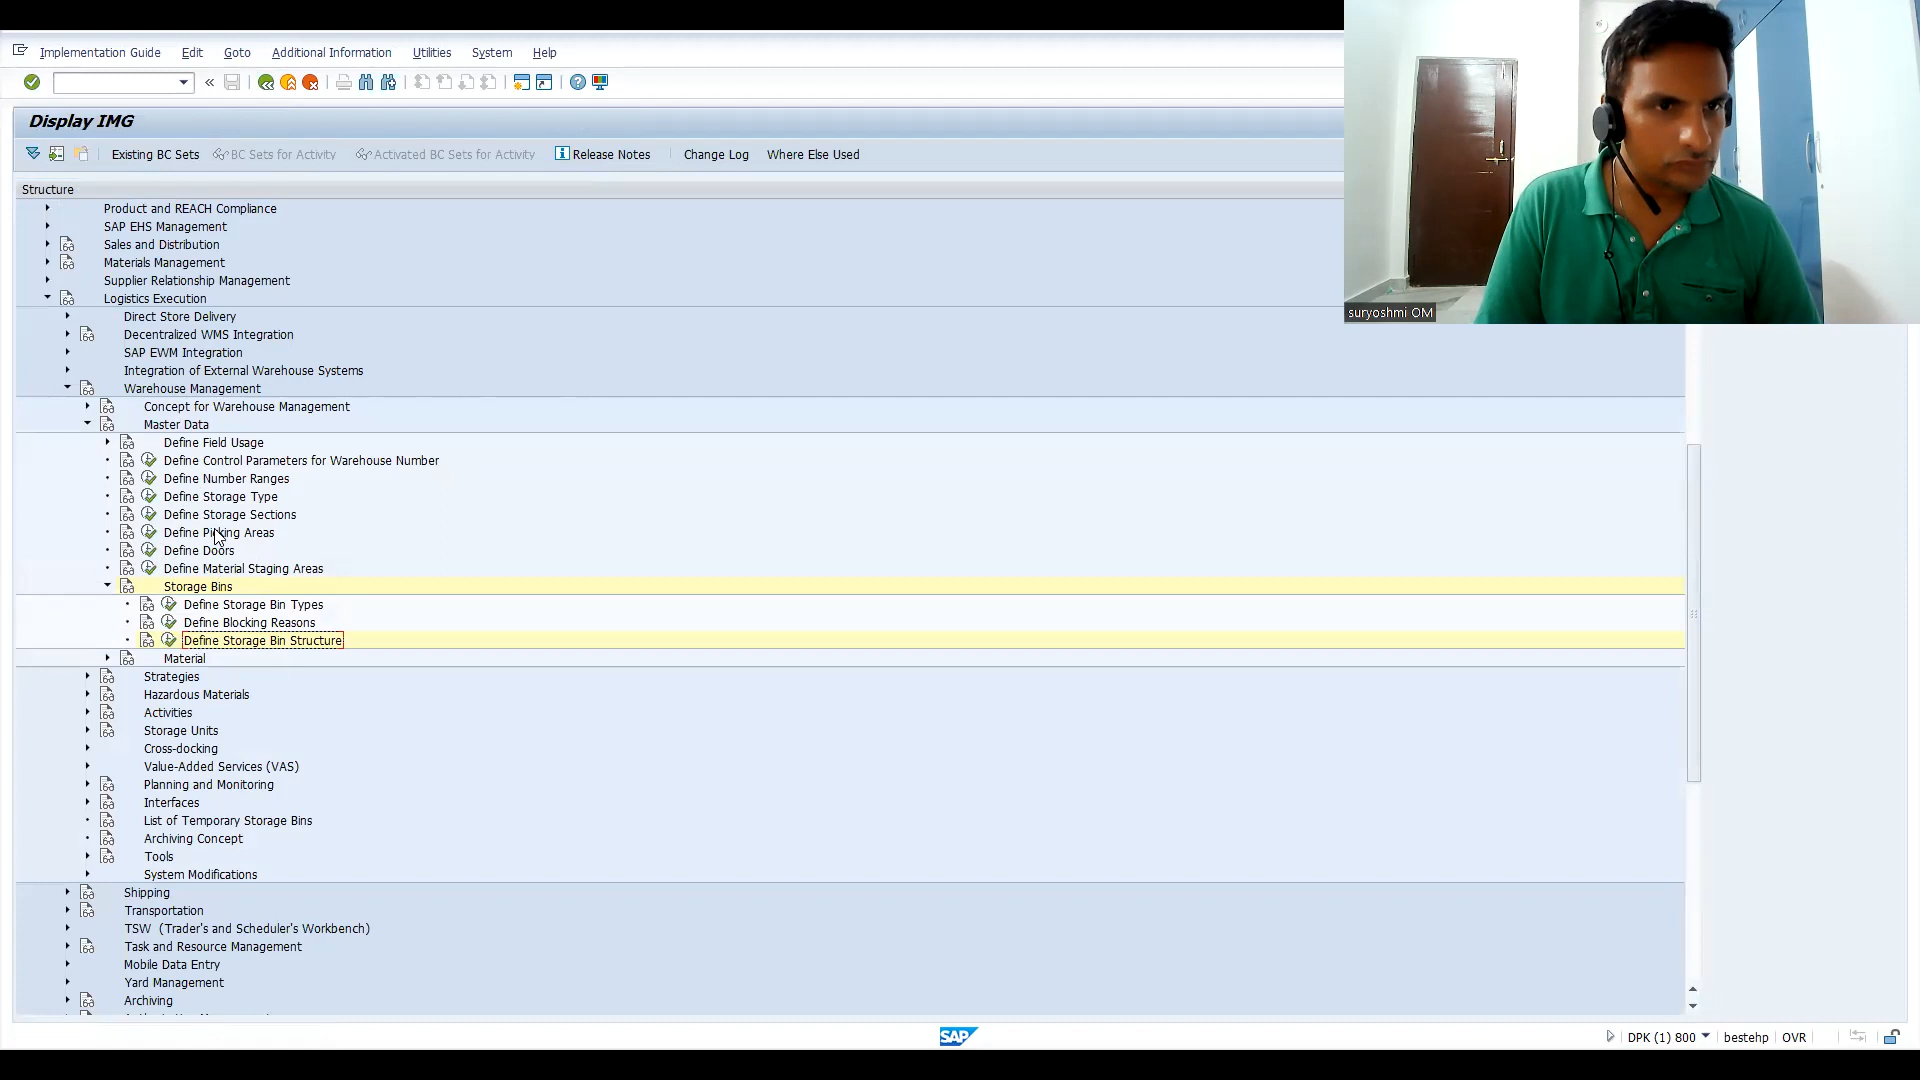 Implementation Guide Edit Goto Additional Information Utilities System Help
Display IMG
Existing BC Sets BC Sets for Activity Activated BC Sets for Activity Release Notes Change Log Where Else Used
Structure
Product and REACH Compliance
SAP EHS Management
Sales and Distribution
Materials Management
Supplier Relationship Management
Logistics Execution
suryoshmi OM
Direct Store Delivery
Decentralized WMS Integration
SAP EWM Integration
Integration of External Warehouse Systems
Warehouse Management
Concept for Warehouse Management
Master Data
Define Field Usage
Define Control Parameters for Warehouse Number
Define Number Ranges
Define Storage Type
Define Storage Sections
Define Picking Areas
Define Doors
Define Material Staging Areas
Storage Bins
Define Storage Bin Types
Define Blocking Reasons
Define Storage Bin Structure
Material
Strategies
Hazardous Materials
Activities
Storage Units
Cross-docking
Value-Added Services (VAS)
Planning and Monitoring
Interfaces
List of Temporary Storage Bins
Archiving Concept
Tools
System Modifications
Shipping
Transportation
TSW (Trader's and Scheduler's Workbench)
Task and Resource Management
Mobile Data Entry
Yard Management
Archiving
SAP
DPK (1) 800 bestehp OVR